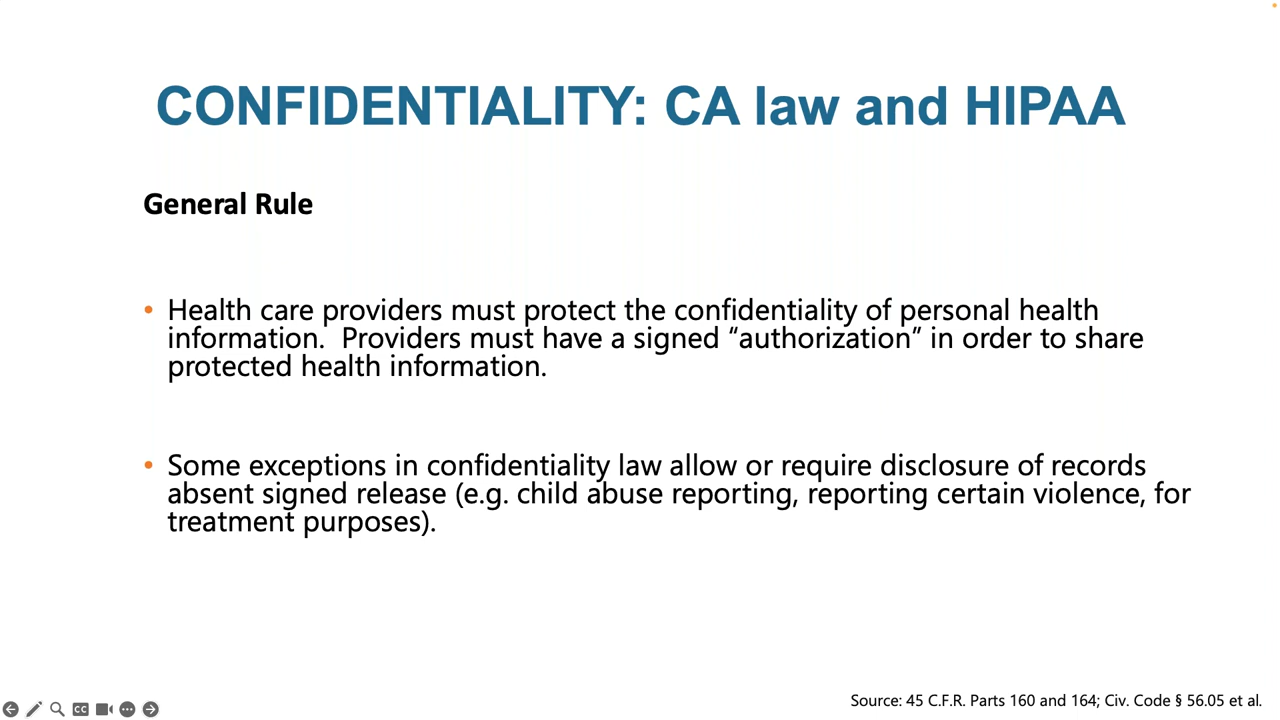 CONFIDENTIALITY: CA law and HIPAA
General Rule
• Health care providers must protect the confidentiality of personal health
information.  Providers must have a signed “authorization” in order to share
protected health information.
• Some exceptions in confidentiality law allow or require disclosure of records
absent signed release (e.g. child abuse reporting, reporting certain violence, for
treatment purposes).
Source: 45 C.F.R. Parts 160 and 164; Civ. Code § 56.05 et al.
CC